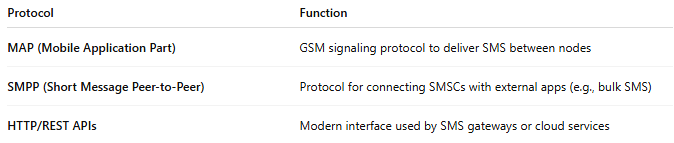 Protocol Function
MAP (Mobile Application Part) GSM signaling protocol to deliver SMS between nodes
SMPP (Short Message Peer-to-Peer) Protocol for connecting SMSCs with external apps (e.g., bulk SMS)
HTTP/REST APIs Modern interface used by SMS gateways or cloud services